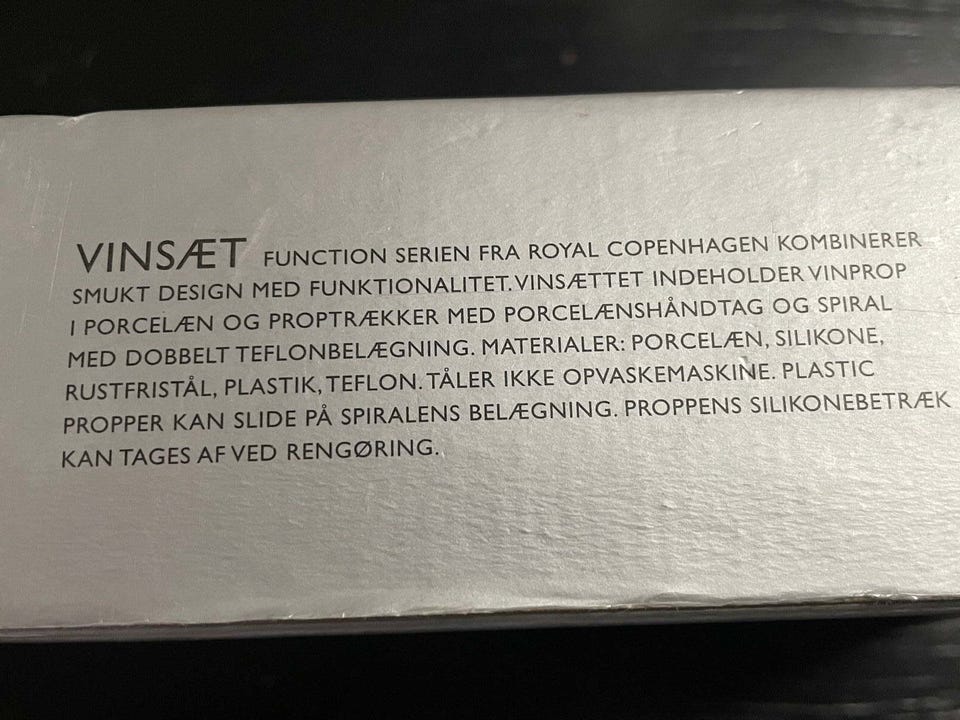 VINSÆT FUNCTION SERIEN FRA ROYAL COPENHAGEN KOMBINERER
SMUKT DESIGN MED FUNKTIONALITET. VINSÆTTET INDEHOLDER VINPROP
I PORCELÆN OG PROPTRÆKKER MED PORCELÆNSHÅNDTAG OG SPIRAL
MED DOBBELT TEFLONBELÆGNING. MATERIALER: PORCELÆN, SILIKONE,
RUSTFRISTÅL, PLASTIK, TEFLON. TÅLER IKKE OPVASKEMASKINE. PLASTIC
PROPPER KAN SLIDE PÅ SPIRALENS BELÆGNING. PROPPENS SILIKONEBETRÆK
KAN TAGES AF VED RENGØRING.